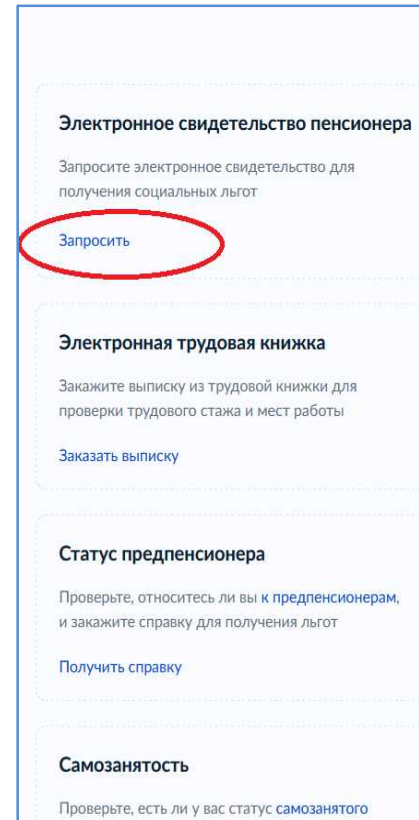 Электронное свидетельство пенсионера
Запросите электронное свидетельство для
получения социальных льгот
Запросить
Электронная трудовая книжка
Закажите выписку из трудовой книжки для
проверки трудового стажа и мест работы
Заказать выписку
Статус предпенсионера
Проверьте, относитесь ли вы к предпенсионерам,
и закажите справку для получения льгот
Получить справку
Самозанятость
Проверьте, есть ли у вас статус самозанятого